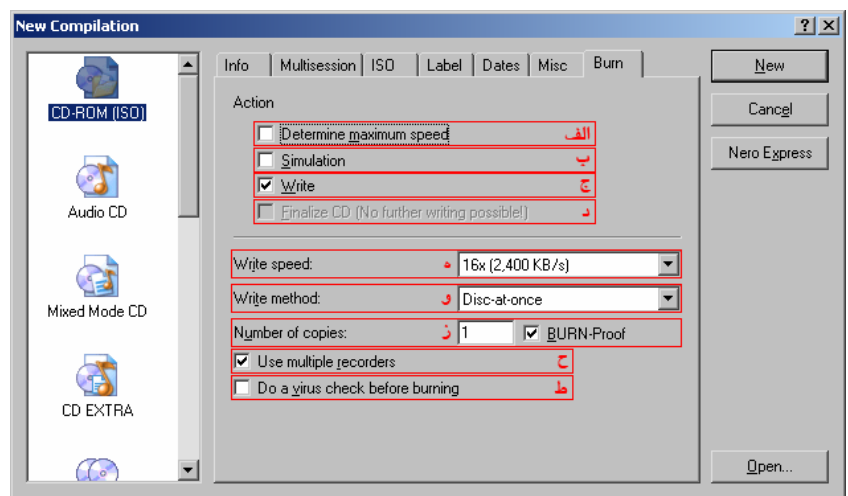 New Compilation
CD-ROM (ISO)
Audio CD
Mixed Mode CD
CD EXTRA
Info Multisession ISO Label Dates Misc Burn
Action
Determine maximum speed الف
Simulation ب
Write ج
Finalize CD (No further writing possible!) د
Write speed: ه 16x (2,400 KB/s)
Write method: و Disc-at-once
Number of copies: ز 1 BURN-Proof
Use multiple recorders ح
Do a virus check before burning ط
New
Cancel
Nero Express
Open...